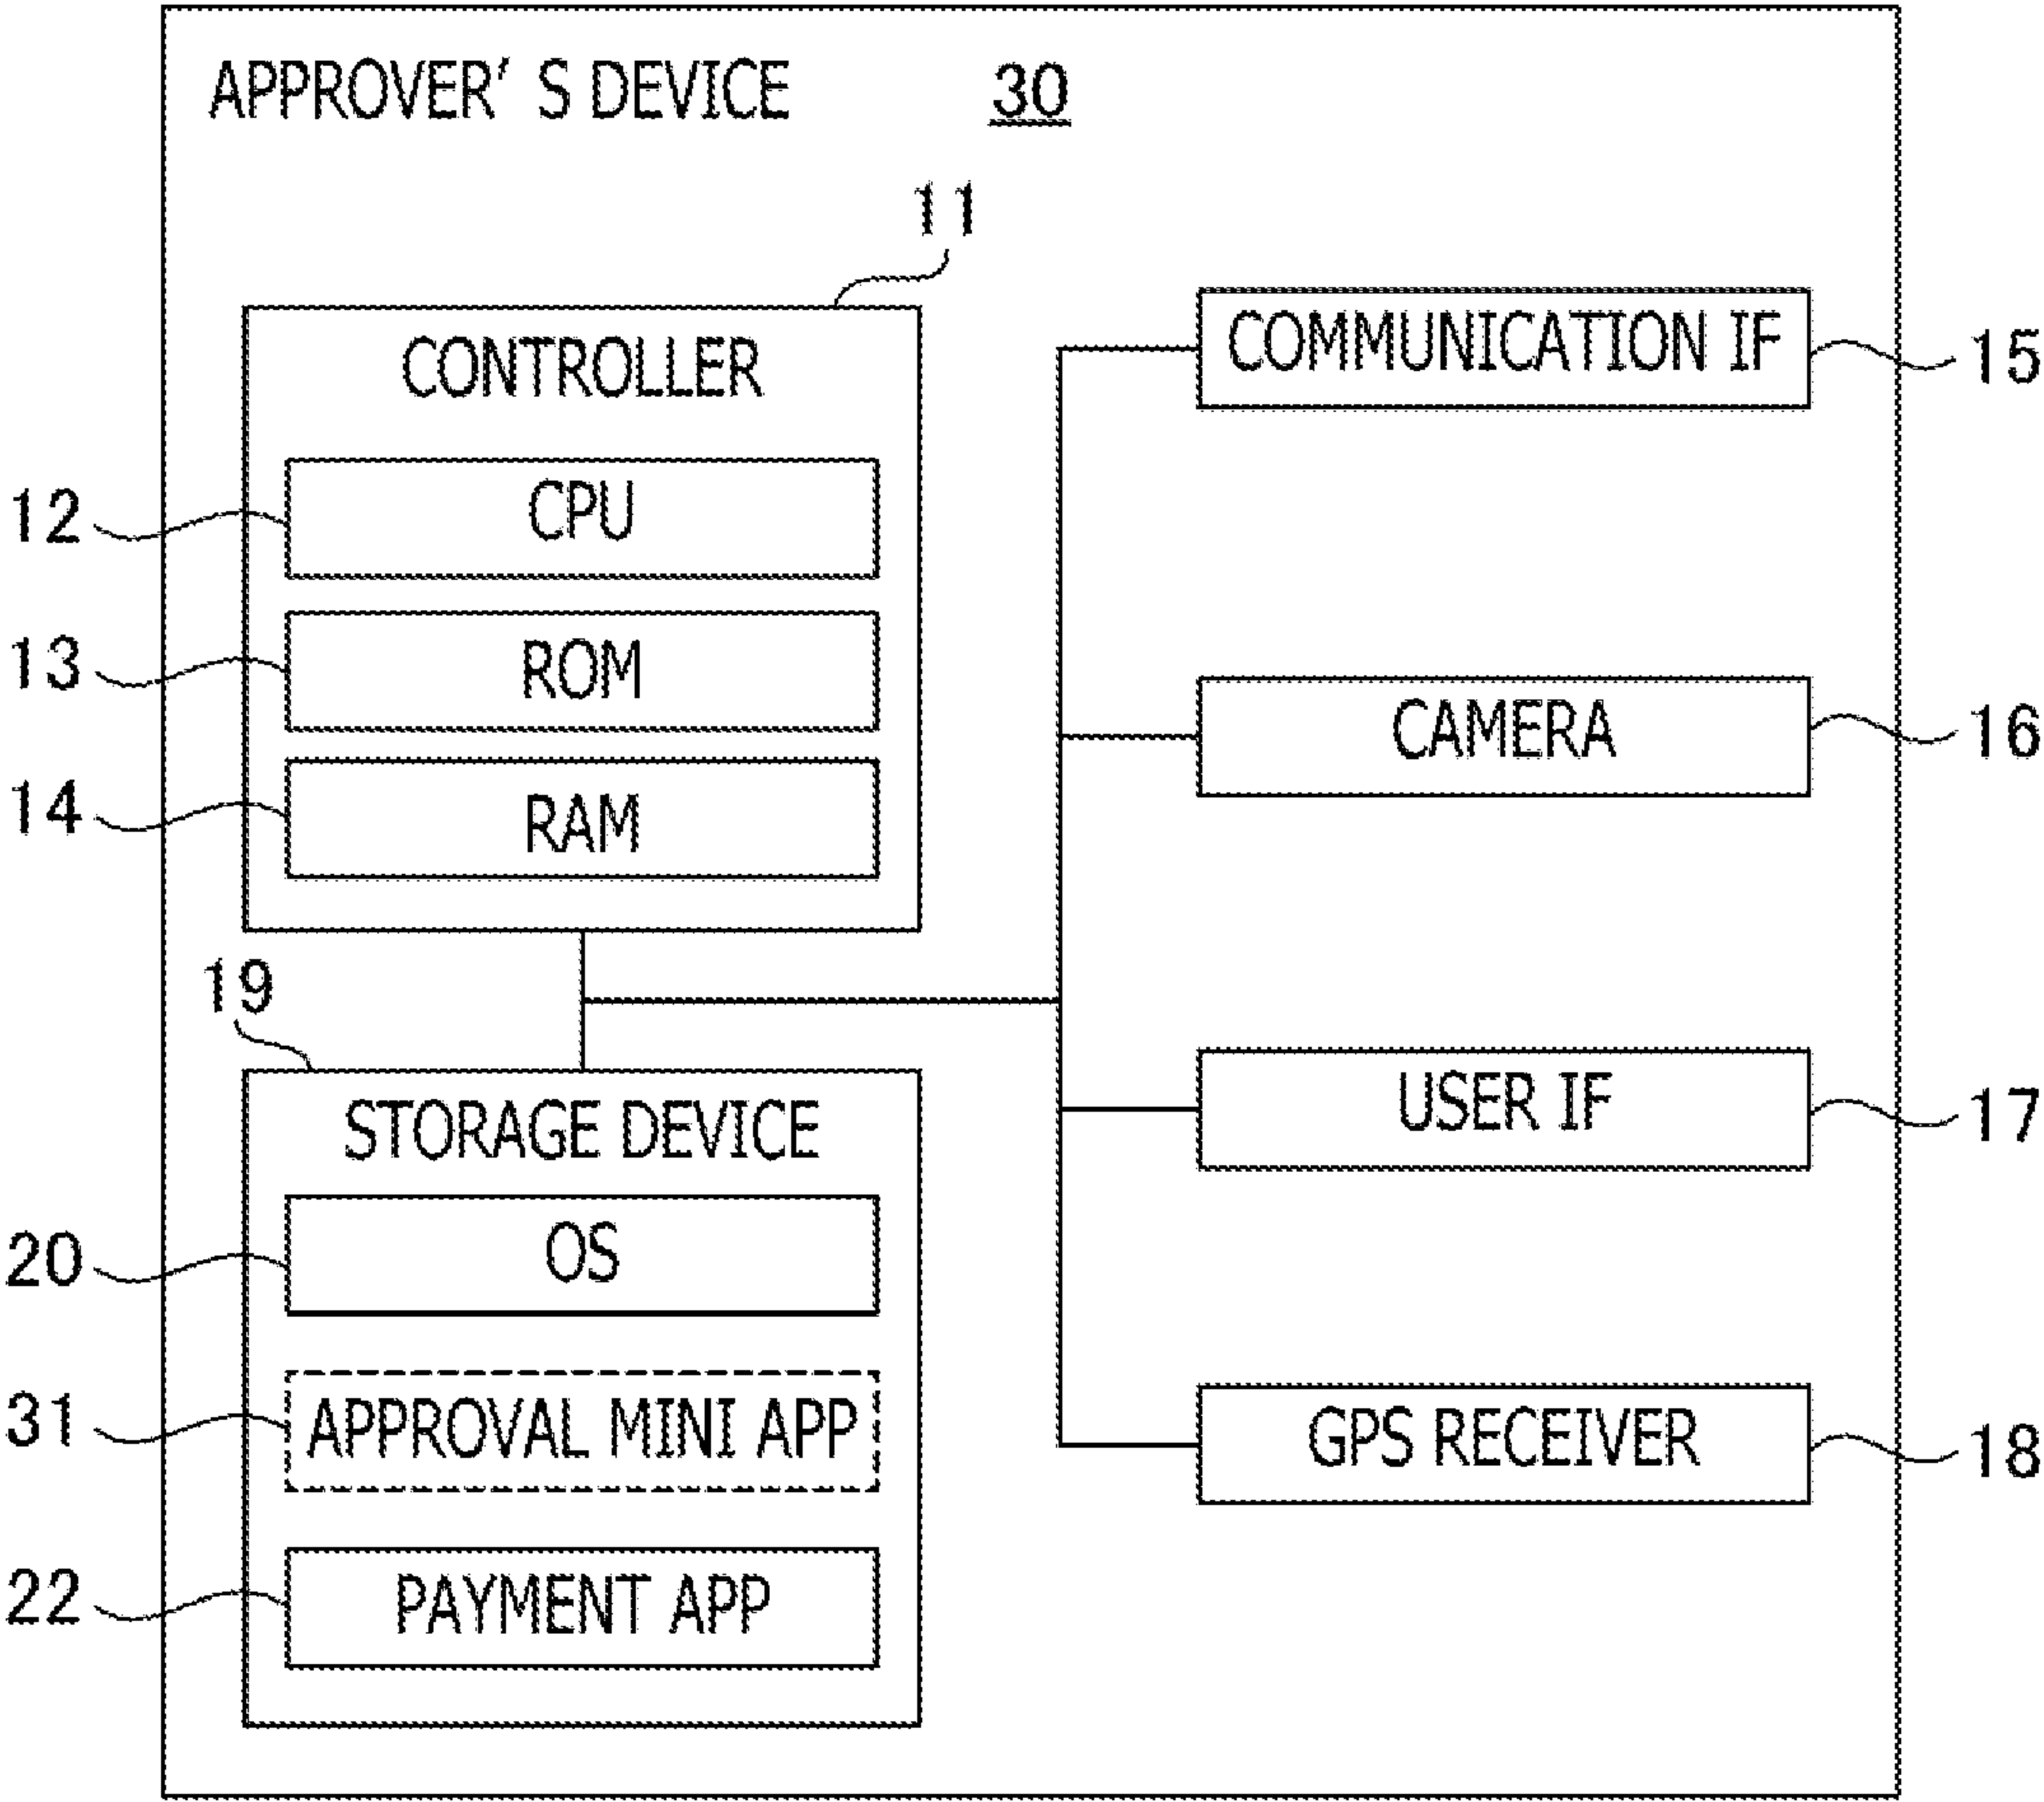 APPROVER' S DEVICE 30
11
CONTROLLER
12 CPU
13 ROM
14 RAM
19
STORAGE DEVICE
20 OS
31 APPROVAL MINI APP
22 PAYMENT APP
COMMUNICATION IF 15
CAMERA 16
USER IF 17
GPS RECEIVER 18